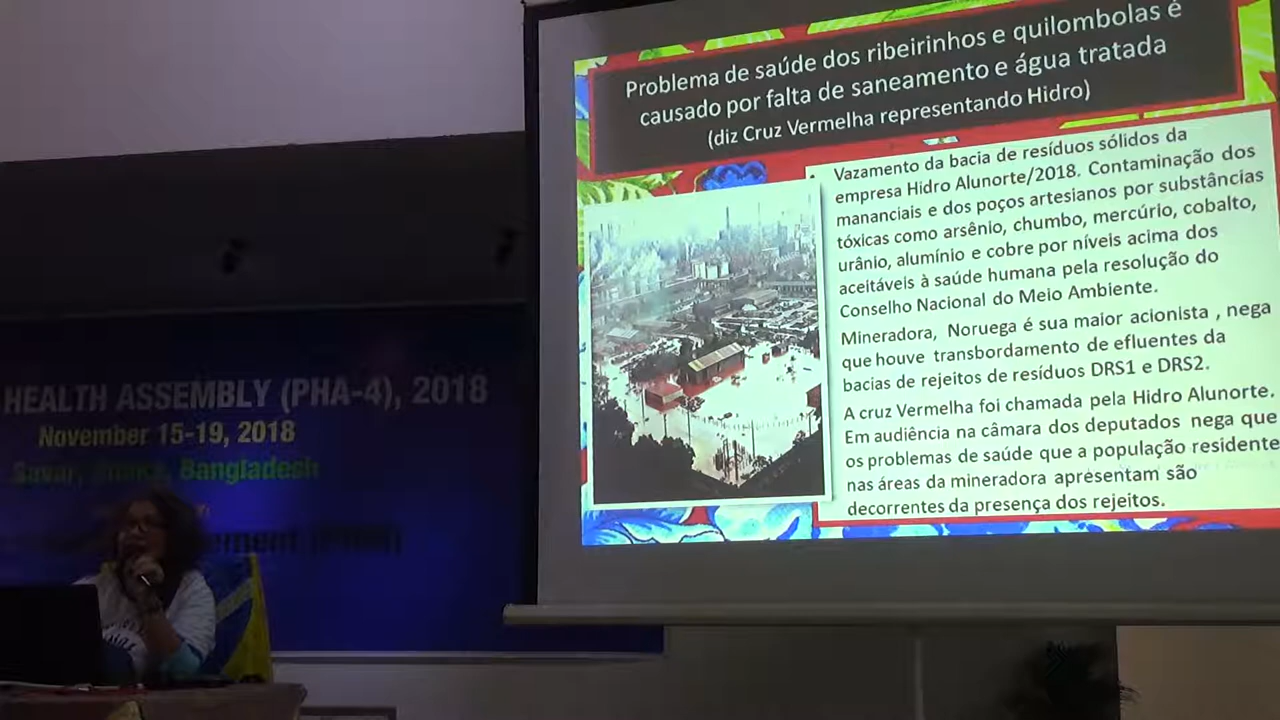 Problema de saúde dos ribeirinhos e quilombolas é
causado por falta de saneamento e água tratada
(diz Cruz Vermelha representando Hidro)
• Vazamento da bacia de resíduos sólidos da
empresa Hidro Alunorte/2018. Contaminação dos
mananciais e dos poços artesianos por substâncias
tóxicas como arsênio, chumbo, mercúrio, cobalto,
urânio, alumínio e cobre por níveis acima dos
aceitáveis à saúde humana pela resolução do
Conselho Nacional do Meio Ambiente.
Mineradora, Noruega é sua maior acionista , nega
que houve transbordamento de efluentes da
bacias de rejeitos de resíduos DRS1 e DRS2.
A cruz Vermelha foi chamada pela Hidro Alunorte.
Em audiência na câmara dos deputados nega que
os problemas de saúde que a população residente
nas áreas da mineradora apresentam são
decorrentes da presença dos rejeitos.
HEALTH ASSEMBLY (PHA-4), 2018
November 15-19, 2018
Savar, Dhaka, Bangladesh